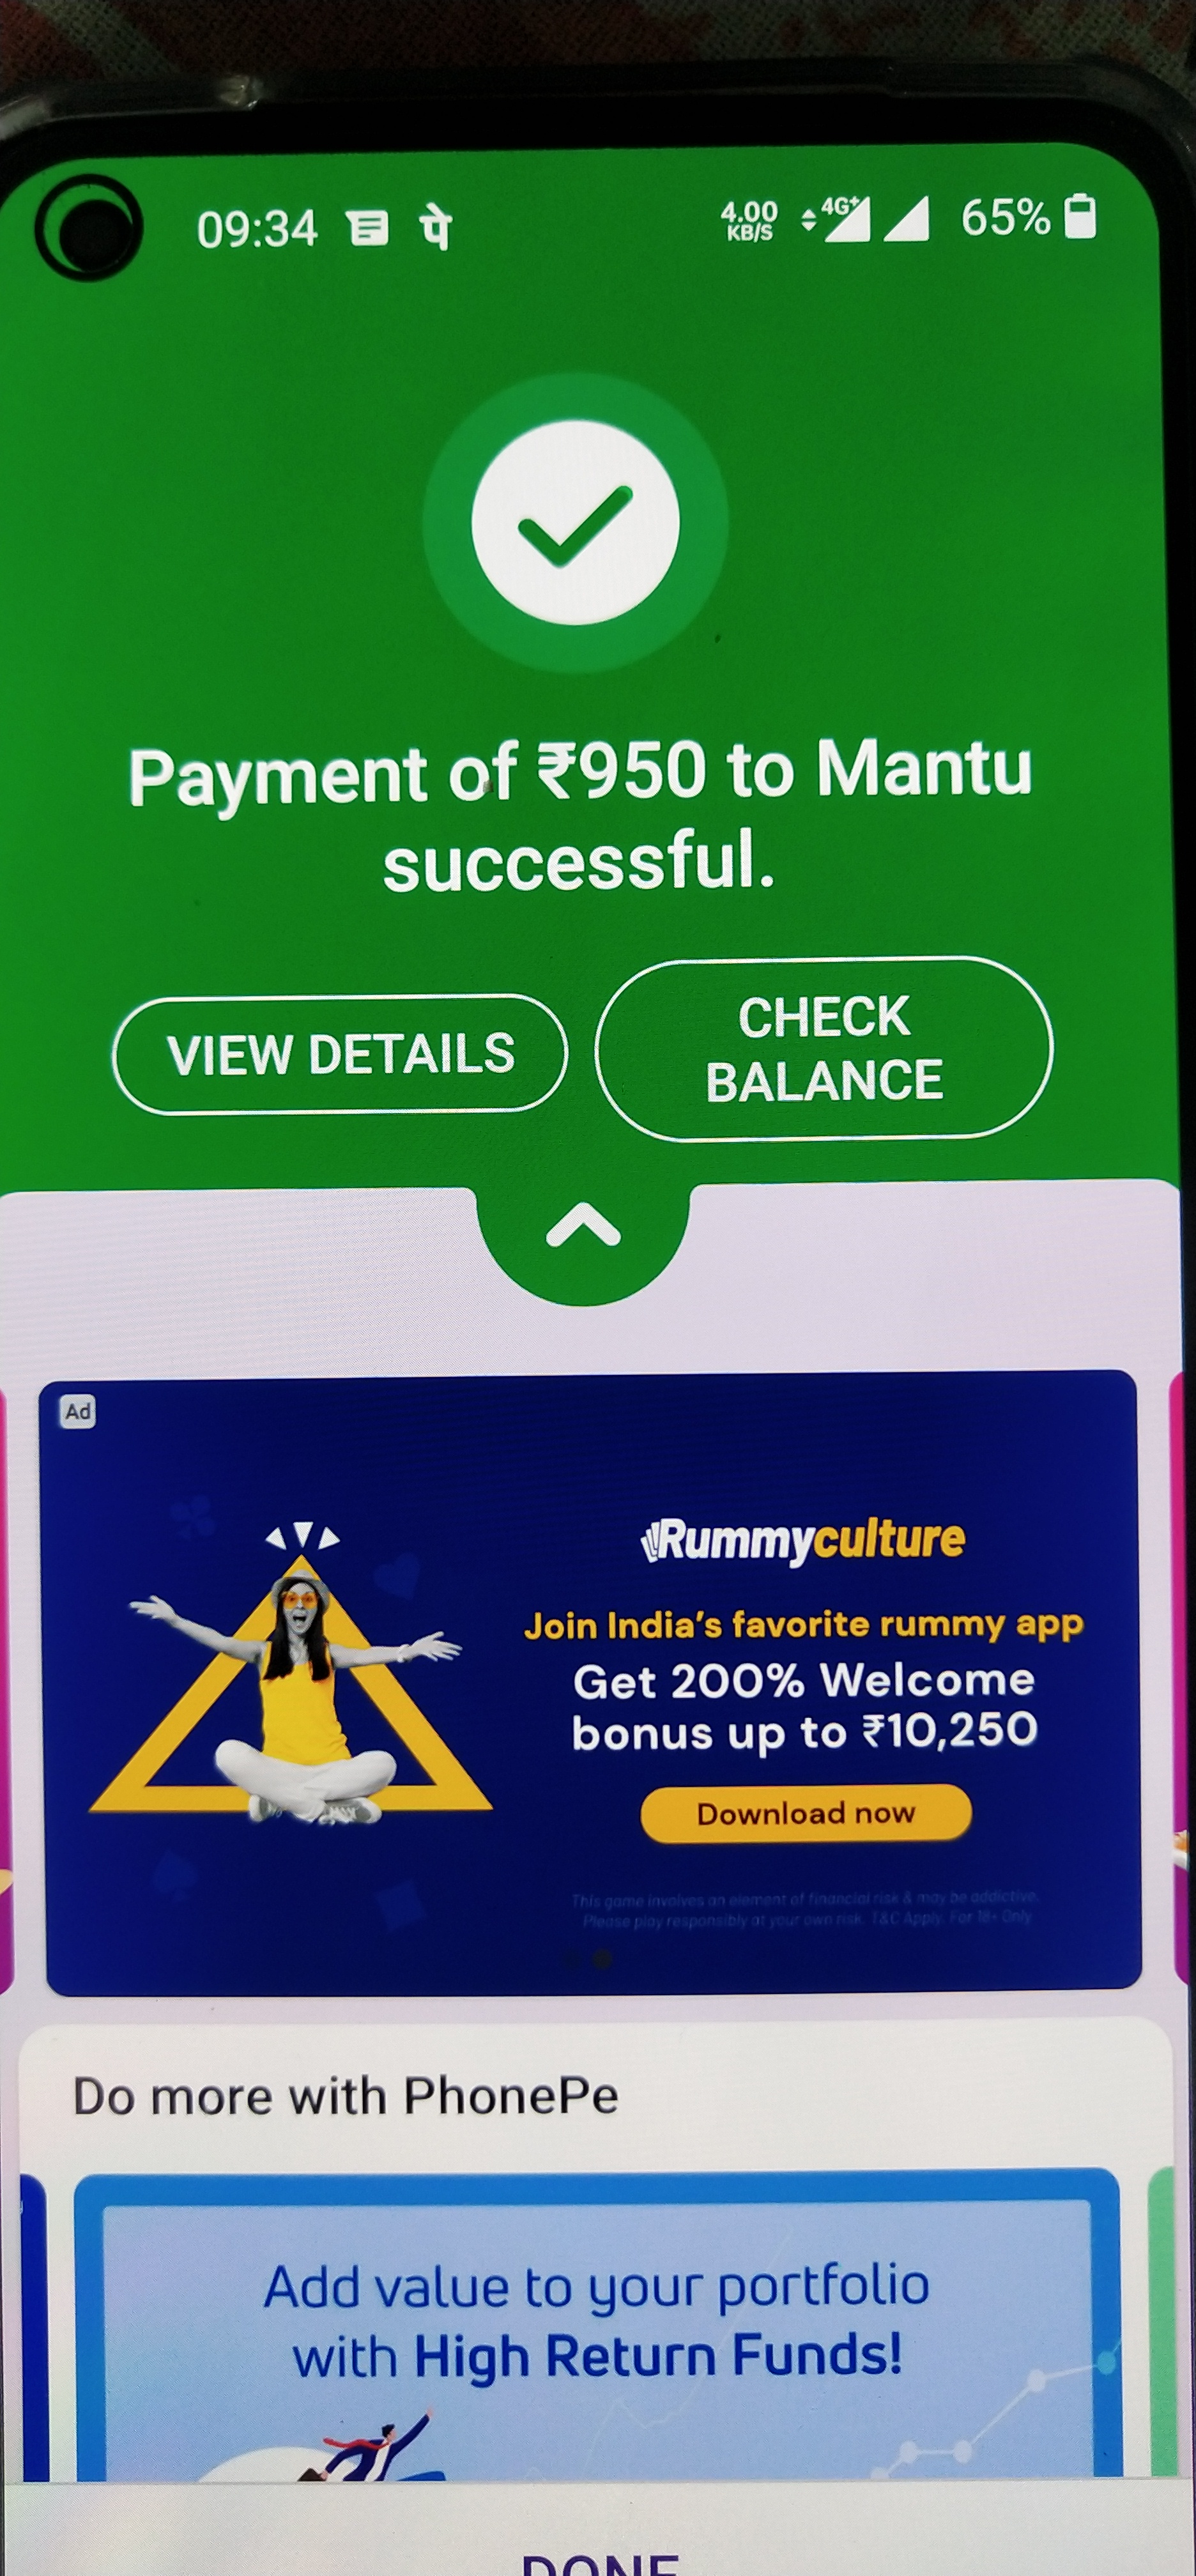 09:34 पे 4.00 KB/S 4G+ 65%
Payment of ₹950 to Mantu
successful.
VIEW DETAILS
CHECK
BALANCE
Ad
Rummyculture
Join India's favorite rummy app
Get 200% Welcome
bonus up to ₹10,250
Download now
This game involves an element of financial risk & may be addictive.
Please play responsibly at your own risk. T&C Apply. For 18+ Only
Do more with PhonePe
Add value to your portfolio
with High Return Funds!
DONE